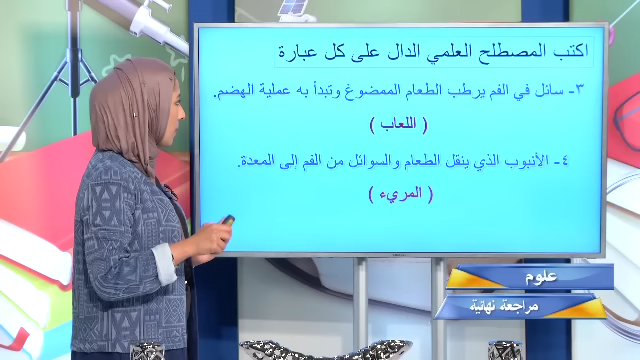 اكتب المصطلح العلمي الدال على كل عبارة
٣- سائل في الفم يرطب الطعام الممضوغ وتبدأ به عملية الهضم.
( اللعاب )
٤- الأنبوب الذي ينقل الطعام والسوائل من الفم إلى المعدة.
( المريء )
علوم
مراجعة نهائية